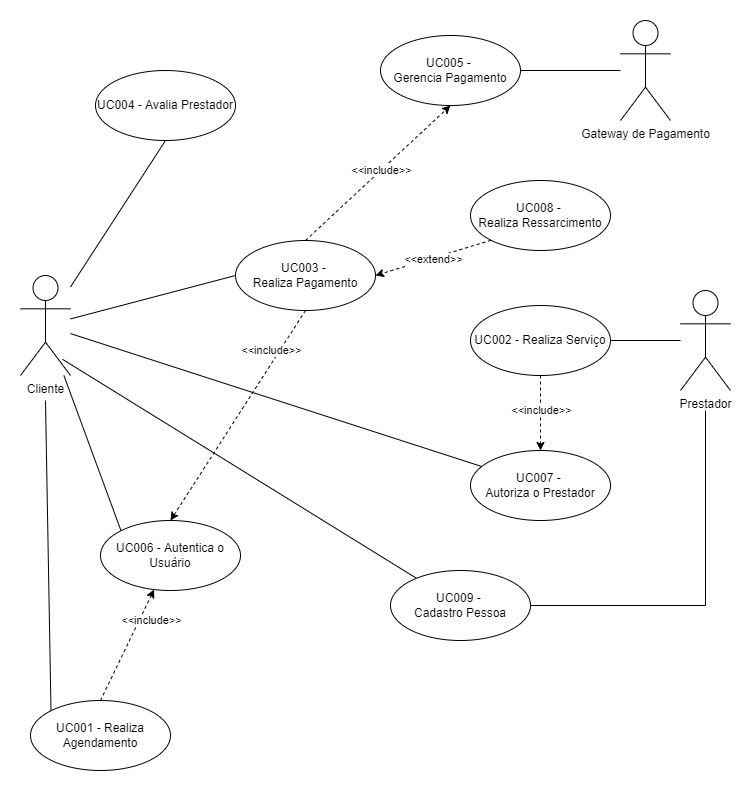 UC005 -
Gerencia Pagamento
Gateway de Pagamento
UC004 - Avalia Prestador
<<include>>
UC008 -
Realiza Ressarcimento
UC003 -
Realiza Pagamento
<<extend>>
UC002 - Realiza Serviço
<<include>>
Cliente
Prestador
<<include>>
UC007 -
Autoriza o Prestador
UC006 - Autentica o
Usuário
UC009 -
Cadastro Pessoa
<<include>>
UC001 - Realiza
Agendamento